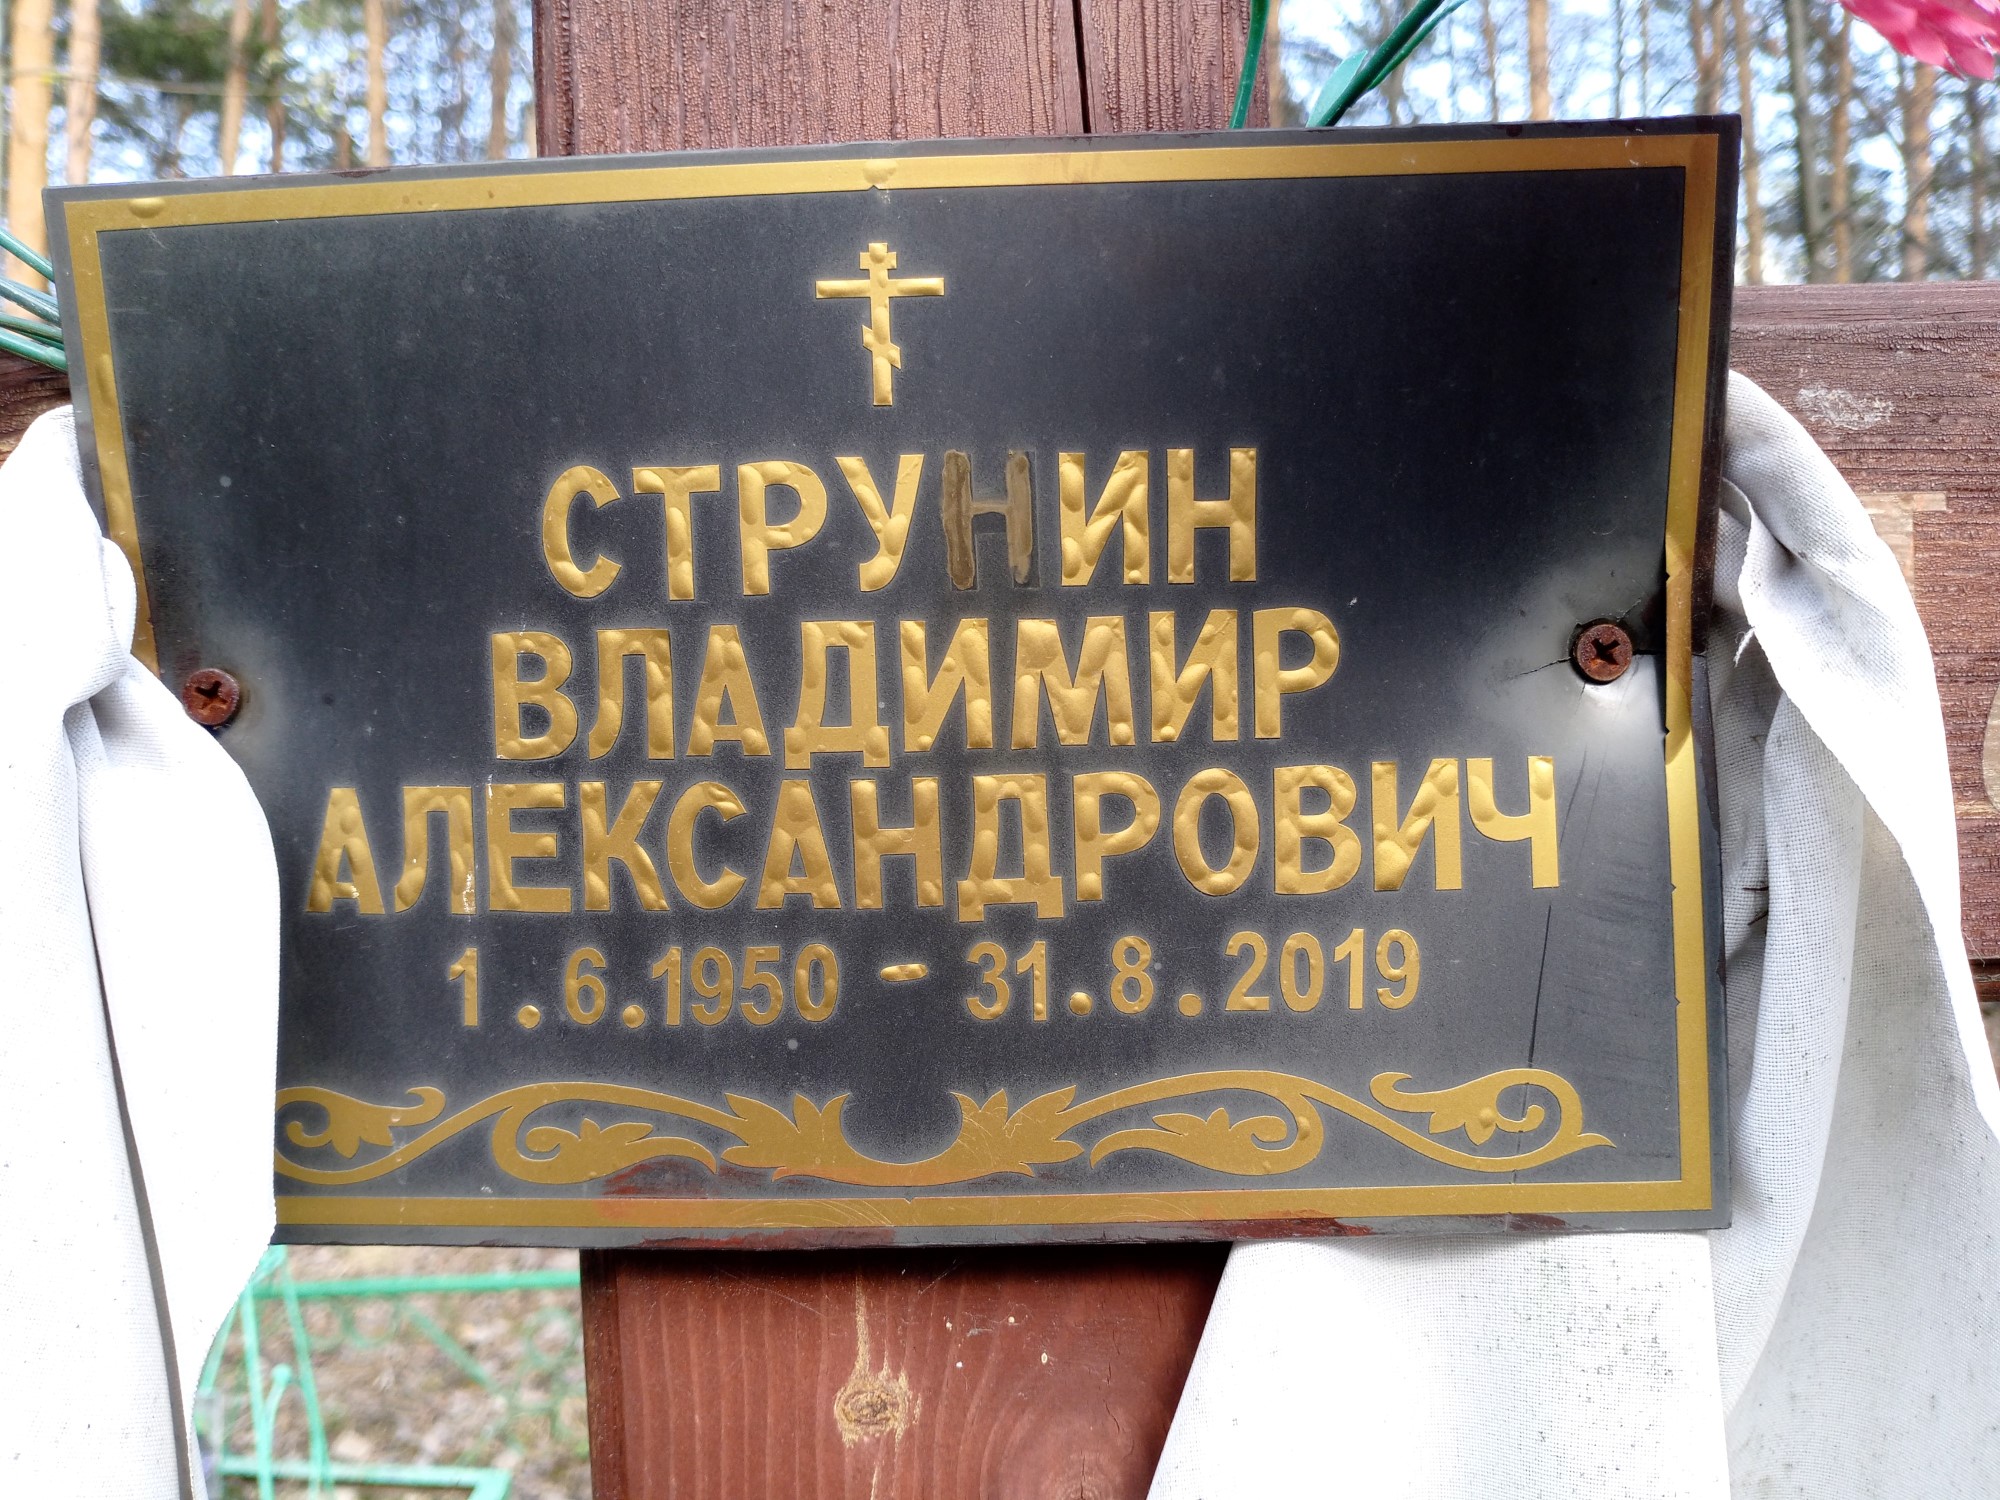 СТРУНИН
ВЛАДИМИР
АЛЕКСАНДРОВИЧ
1.6.1950 - 31.8.2019